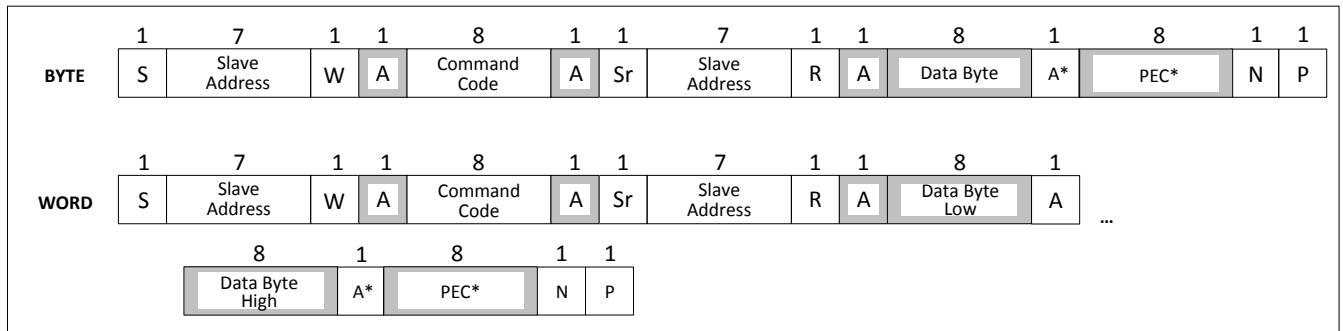 1 7 1 1 8 1 1 7 1 1 8 1 8 1 1
BYTE S Slave Address W A Command Code A Sr Slave Address R A Data Byte A* PEC* N P
1 7 1 1 8 1 1 7 1 1 8 1
WORD S Slave Address W A Command Code A Sr Slave Address R A Data Byte Low A ...
8 1 8 1 1
Data Byte High A* PEC* N P